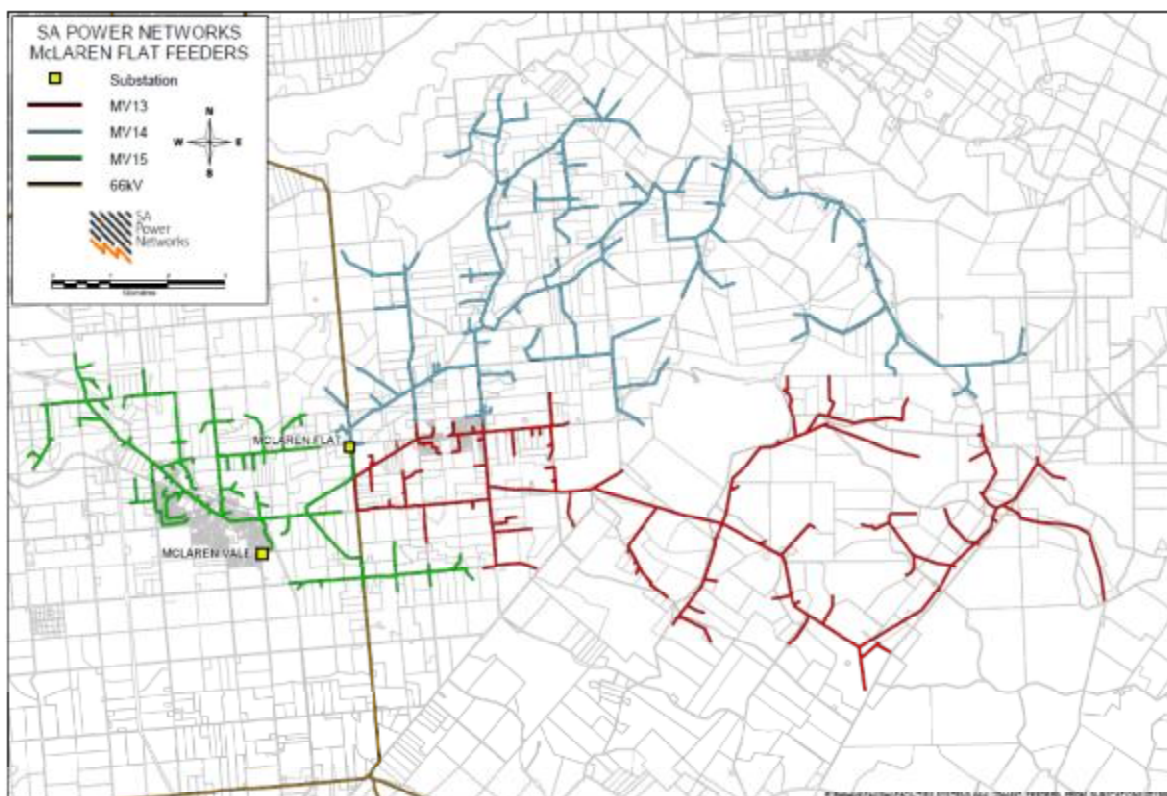 SA POWER NETWORKS
McLAREN FLAT FEEDERS
Substation
MV13
MV14
MV15
66kV
N
W
E
S
SA
Power
Networks
MCLAREN FLAT
MCLAREN VALE